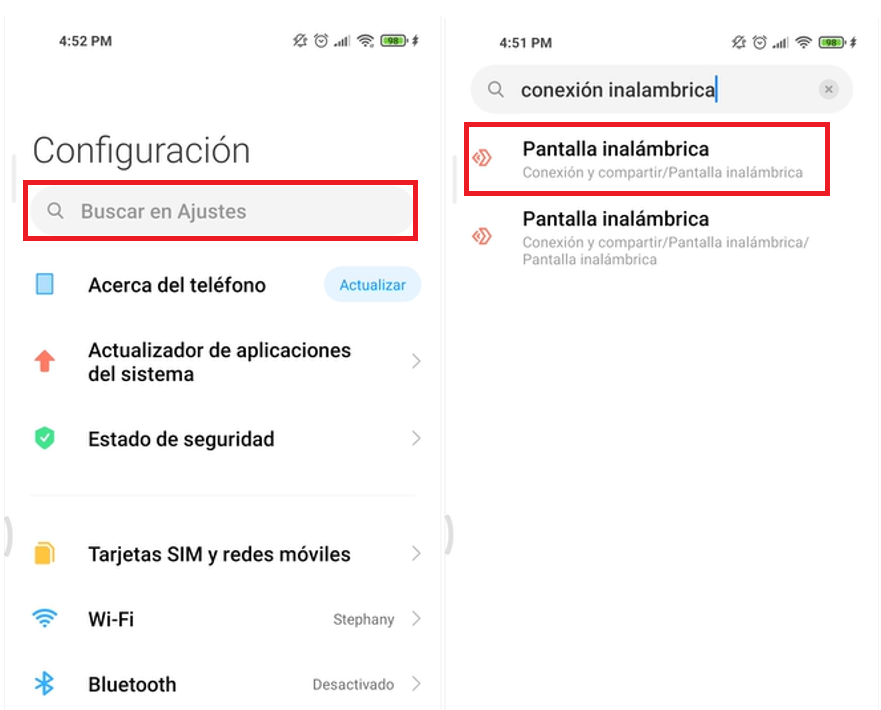 4:52 PM
98
Configuración
Buscar en Ajustes
Acerca del teléfono
Actualizar
Actualizador de aplicaciones
del sistema
Estado de seguridad
Tarjetas SIM y redes móviles
Wi-Fi
Stephany
Bluetooth
Desactivado
4:51 PM
98
conexión inalambrica
Pantalla inalámbrica
Conexión y compartir/Pantalla inalámbrica
Pantalla inalámbrica
Conexión y compartir/Pantalla inalámbrica/
Pantalla inalámbrica